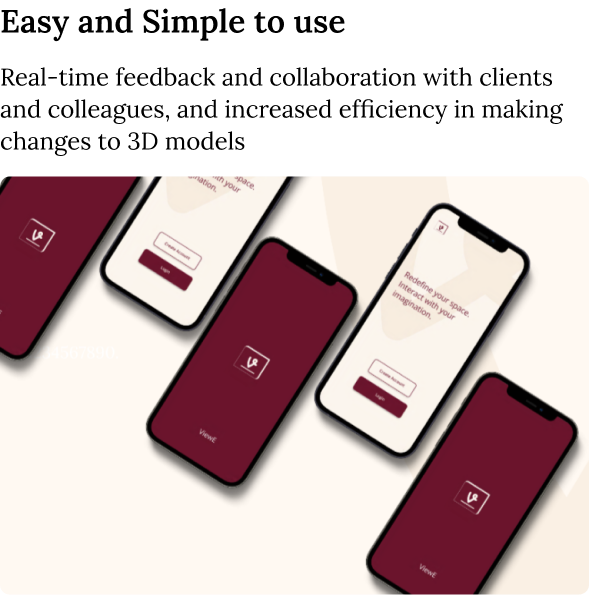 Easy and Simple to use
Real-time feedback and collaboration with clients
and colleagues, and increased efficiency in making
changes to 3D models
space.
with your
imagination.
Create Account
Login
Redefine your space.
Interact with your
imagination.
Create Account
Login
ViewE
ViewE